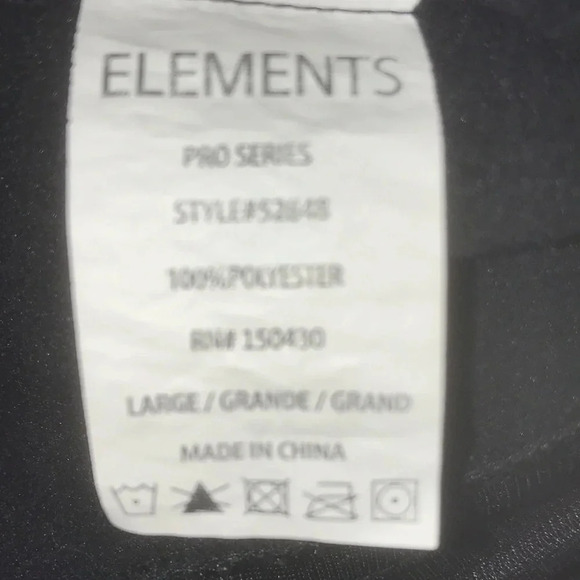 ELEMENTS
PRO SERIES
STYLE#52648
100%POLYESTER
RN# 150430
LARGE / GRANDE / GRAND
MADE IN CHINA